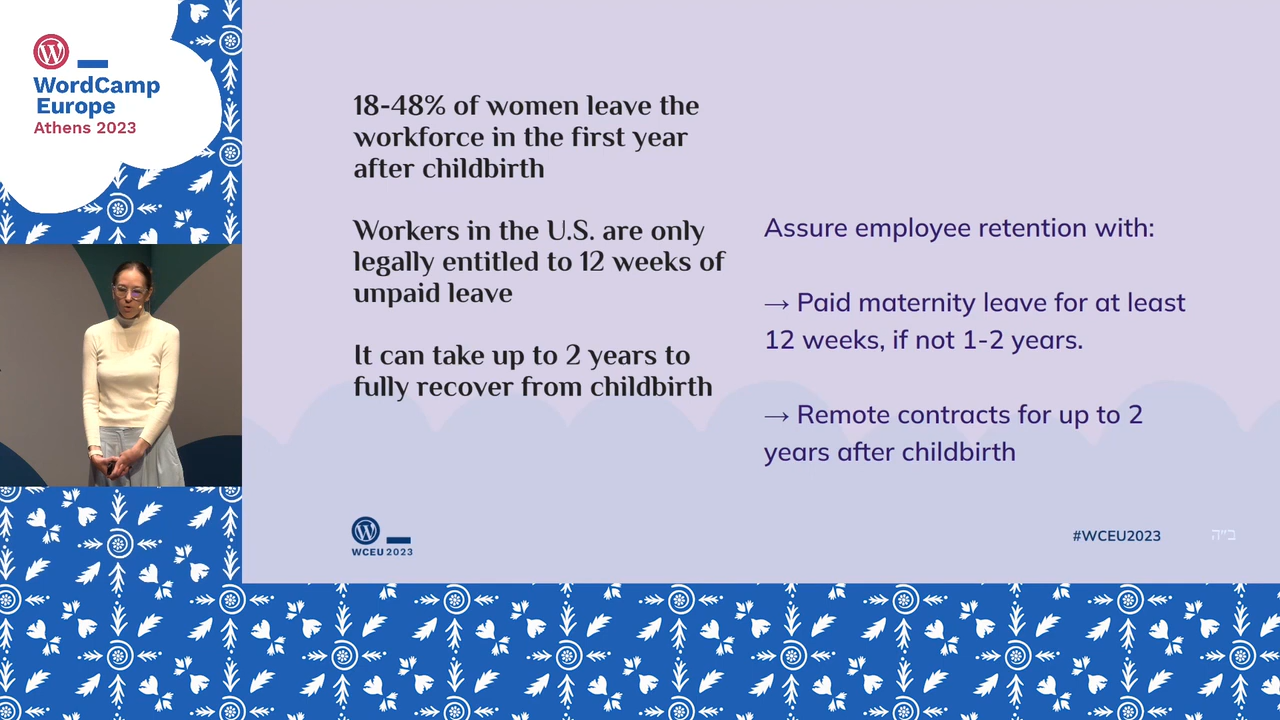 WordCamp
Europe
Athens 2023
18-48% of women leave the
workforce in the first year
after childbirth
Workers in the U.S. are only
legally entitled to 12 weeks of
unpaid leave
It can take up to 2 years to
fully recover from childbirth
Assure employee retention with:
→ Paid maternity leave for at least
12 weeks, if not 1-2 years.
→ Remote contracts for up to 2
years after childbirth
WCEU 2023
#WCEU2023
ב״ה